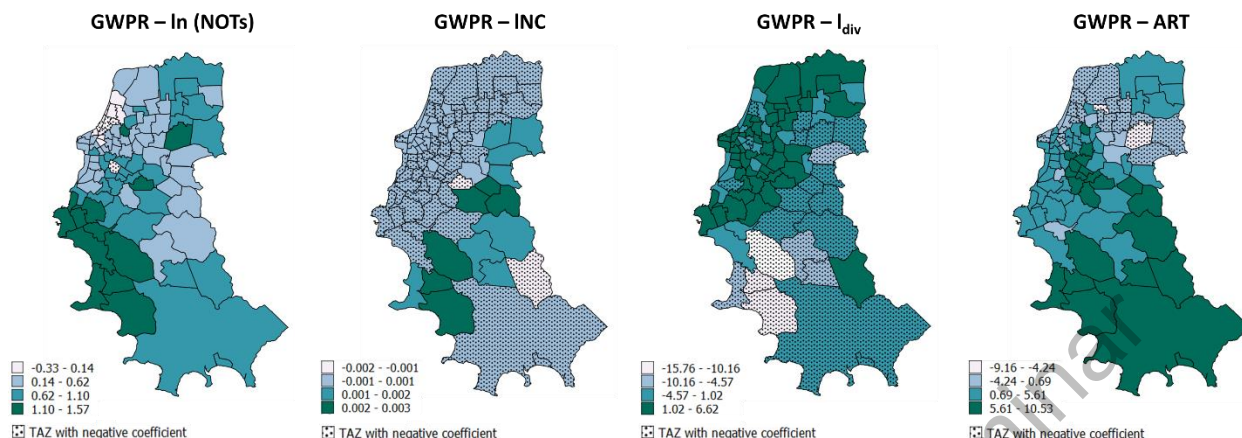 GWPR – ln (NOTs)
-0.33 - 0.14
0.14 - 0.62
0.62 - 1.10
1.10 - 1.57
TAZ with negative coefficient
GWPR – INC
-0.002 - -0.001
-0.001 - 0.001
0.001 - 0.002
0.002 - 0.003
TAZ with negative coefficient
GWPR – Idiv
-15.76 - -10.16
-10.16 - -4.57
-4.57 - 1.02
1.02 - 6.62
TAZ with negative coefficient
GWPR – ART
-9.16 - -4.24
-4.24 - 0.69
0.69 - 5.61
5.61 - 10.53
TAZ with negative coefficient